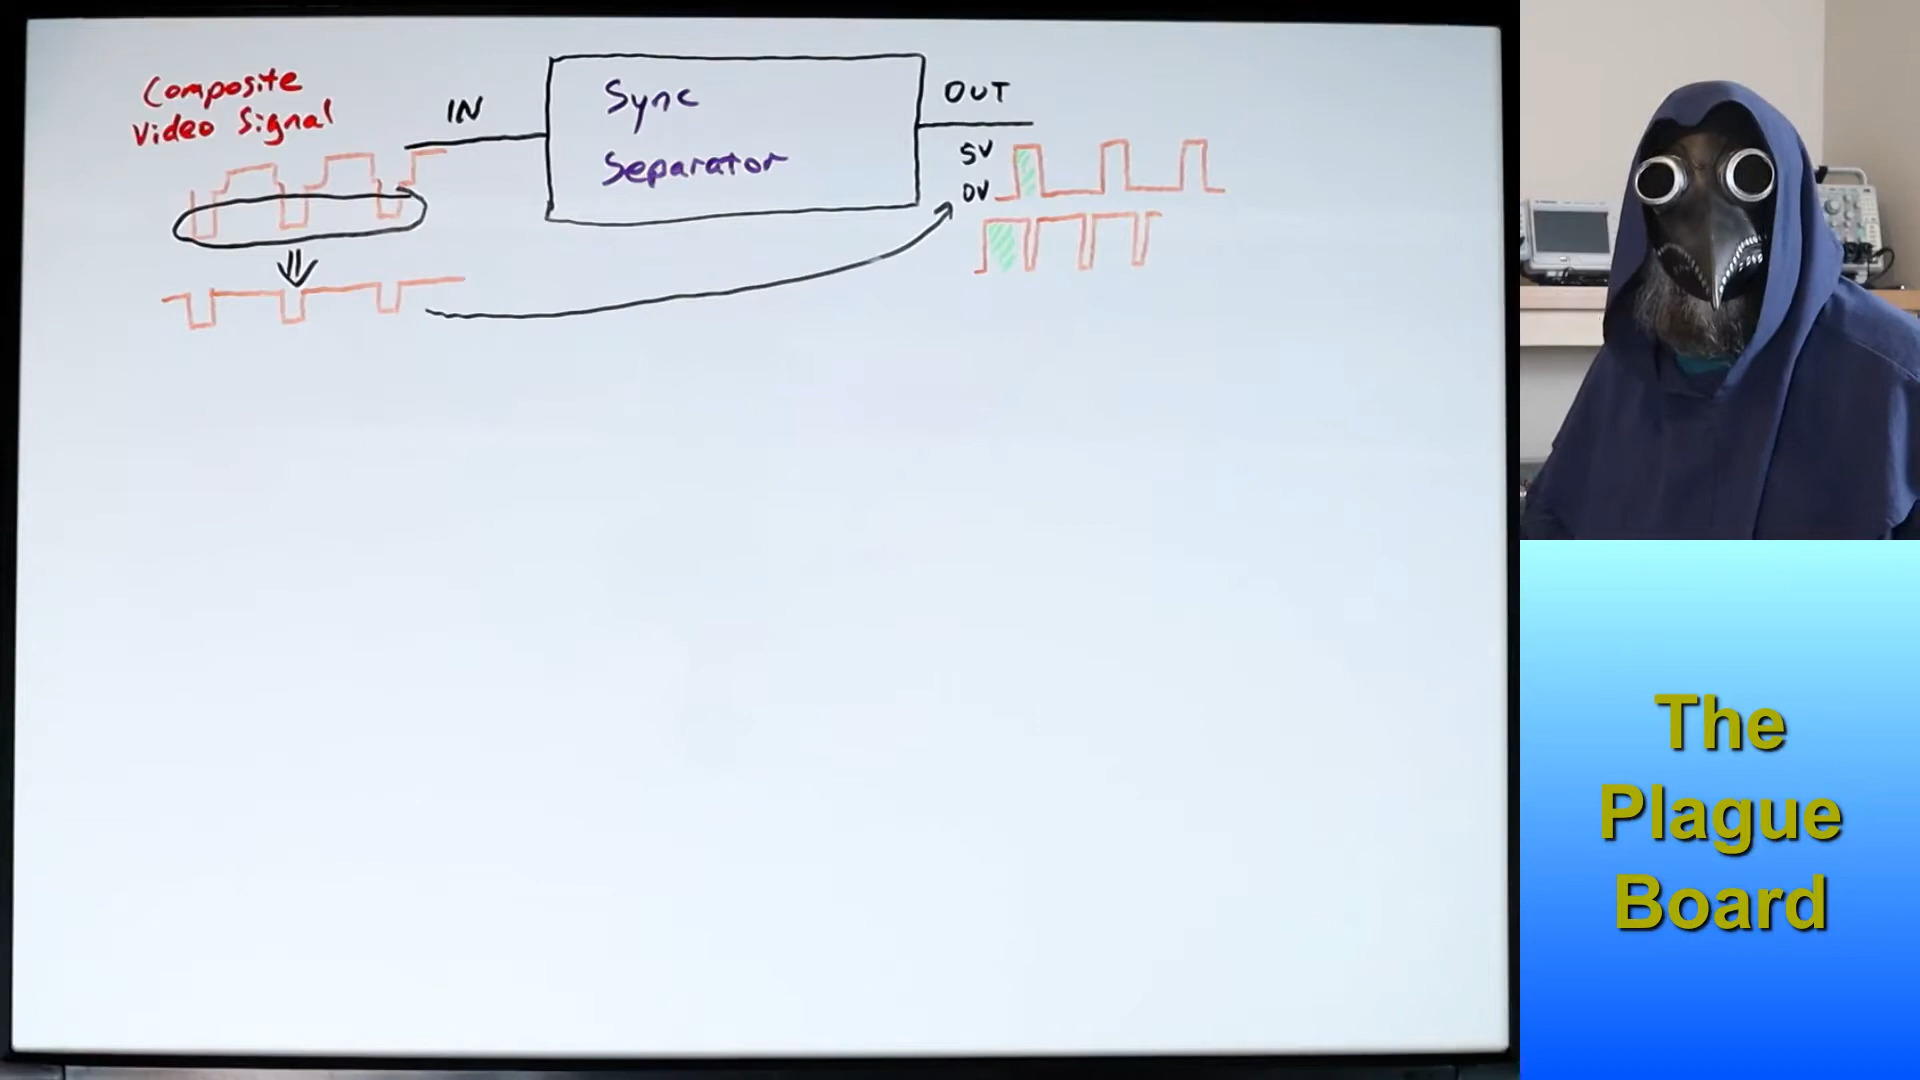 Composite
Video Signal
IN
Sync
Separator
OUT
5V
0V
The
Plague
Board